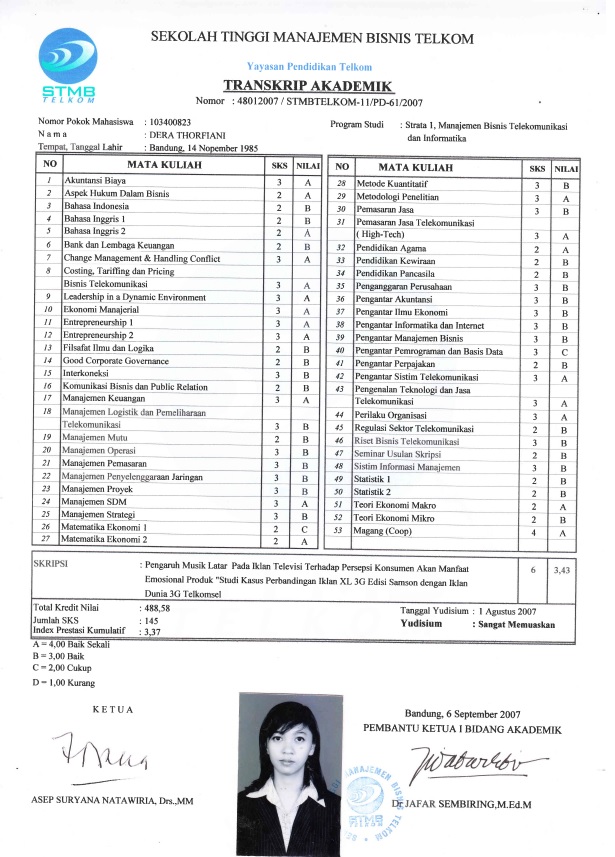 STMB
TELKOM
SEKOLAH TINGGI MANAJEMEN BISNIS TELKOM
Yayasan Pendidikan Telkom
TRANSKRIP AKADEMIK
Nomor : 48012007 / STMBTELKOM-11/PD-61/2007
Nomor Pokok Mahasiswa : 103400823
N a m a : DERA THORFIANI
Tempat, Tanggal Lahir : Bandung, 14 Nopember 1985
Program Studi : Strata 1, Manajemen Bisnis Telekomunikasi
dan Informatika
NO MATA KULIAH SKS NILAI
1 Akuntansi Biaya 3 A
2 Aspek Hukum Dalam Bisnis 2 A
3 Bahasa Indonesia 2 B
4 Bahasa Inggris 1 2 B
5 Bahasa Inggris 2 2 A
6 Bank dan Lembaga Keuangan 2 B
7 Change Management & Handling Conflict 3 A
8 Costing, Tariffing dan Pricing
Bisnis Telekomunikasi 3 A
9 Leadership in a Dynamic Environment 3 A
10 Ekonomi Manajerial 3 A
11 Entrepreneurship 1 3 A
12 Entrepreneurship 2 3 A
13 Filsafat Ilmu dan Logika 2 B
14 Good Corporate Governance 2 B
15 Interkoneksi 3 B
16 Komunikasi Bisnis dan Public Relation 2 B
17 Manajemen Keuangan 3 A
18 Manajemen Logistik dan Pemeliharaan
Telekomunikasi 3 B
19 Manajemen Mutu 2 B
20 Manajemen Operasi 3 B
21 Manajemen Pemasaran 3 B
22 Manajemen Penyelenggaraan Jaringan 3 B
23 Manajemen Proyek 3 B
24 Manajemen SDM 3 A
25 Manajemen Strategi 3 B
26 Matematika Ekonomi 1 2 C
27 Matematika Ekonomi 2 2 A
NO MATA KULIAH SKS NILAI
28 Metode Kuantitatif 3 B
29 Metodologi Penelitian 3 A
30 Pemasaran Jasa 3 B
31 Pemasaran Jasa Telekomunikasi
( High-Tech) 3 A
32 Pendidikan Agama 2 A
33 Pendidikan Kewiraan 2 B
34 Pendidikan Pancasila 2 B
35 Penganggaran Perusahaan 3 B
36 Pengantar Akuntansi 3 B
37 Pengantar Ilmu Ekonomi 3 B
38 Pengantar Informatika dan Internet 3 B
39 Pengantar Manajemen Bisnis 3 B
40 Pengantar Pemrograman dan Basis Data 3 C
41 Pengantar Perpajakan 2 B
42 Pengantar Sistim Telekomunikasi 3 A
43 Pengenalan Teknologi dan Jasa
Telekomunikasi 3 A
44 Perilaku Organisasi 3 A
45 Regulasi Sektor Telekomunikasi 2 B
46 Riset Bisnis Telekomunikasi 3 B
47 Seminar Usulan Skripsi 2 B
48 Sistim Informasi Manajemen 3 B
49 Statistik 1 2 B
50 Statistik 2 2 B
51 Teori Ekonomi Makro 2 A
52 Teori Ekonomi Mikro 2 B
53 Magang (Coop) 4 A
SKRIPSI : Pengaruh Musik Latar Pada Iklan Televisi Terhadap Persepsi Konsumen Akan Manfaat 6 3,43
Emosional Produk "Studi Kasus Perbandingan Iklan XL 3G Edisi Samson dengan Iklan
Dunia 3G Telkomsel
Total Kredit Nilai : 488,58
Jumlah SKS : 145
Index Prestasi Kumulatif : 3,37
Tanggal Yudisium : 1 Agustus 2007
Yudisium : Sangat Memuaskan
A = 4,00 Baik Sekali
B = 3,00 Baik
C = 2,00 Cukup
D = 1,00 Kurang
K E T U A
ASEP SURYANA NATAWIRIA, Drs.,MM
Bandung, 6 September 2007
PEMBANTU KETUA I BIDANG AKADEMIK
MANAJEMEN BISNIS TELKOM
STMB
TELKOM
Dr JAFAR SEMBIRING,M.Ed.M